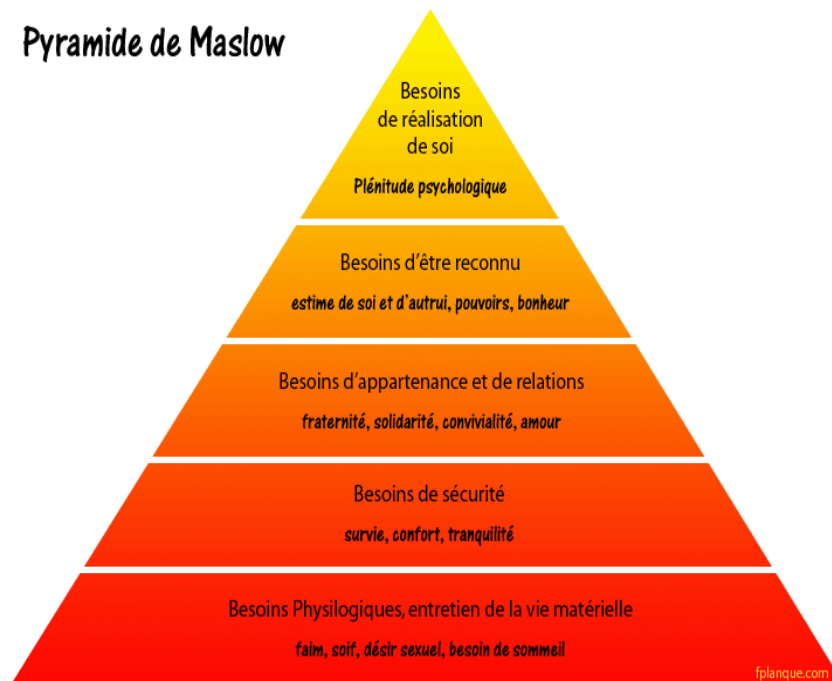 Pyramide de Maslow
Besoins
de réalisation
de soi
Plénitude psychologique
Besoins d'être reconnu
estime de soi et d'autrui, pouvoirs, bonheur
Besoins d'appartenance et de relations
fraternité, solidarité, convivialité, amour
Besoins de sécurité
survie, confort, tranquilité
Besoins Physilogiques, entretien de la vie matérielle
faim, soif, désir sexuel, besoin de sommeil
fplanque.com